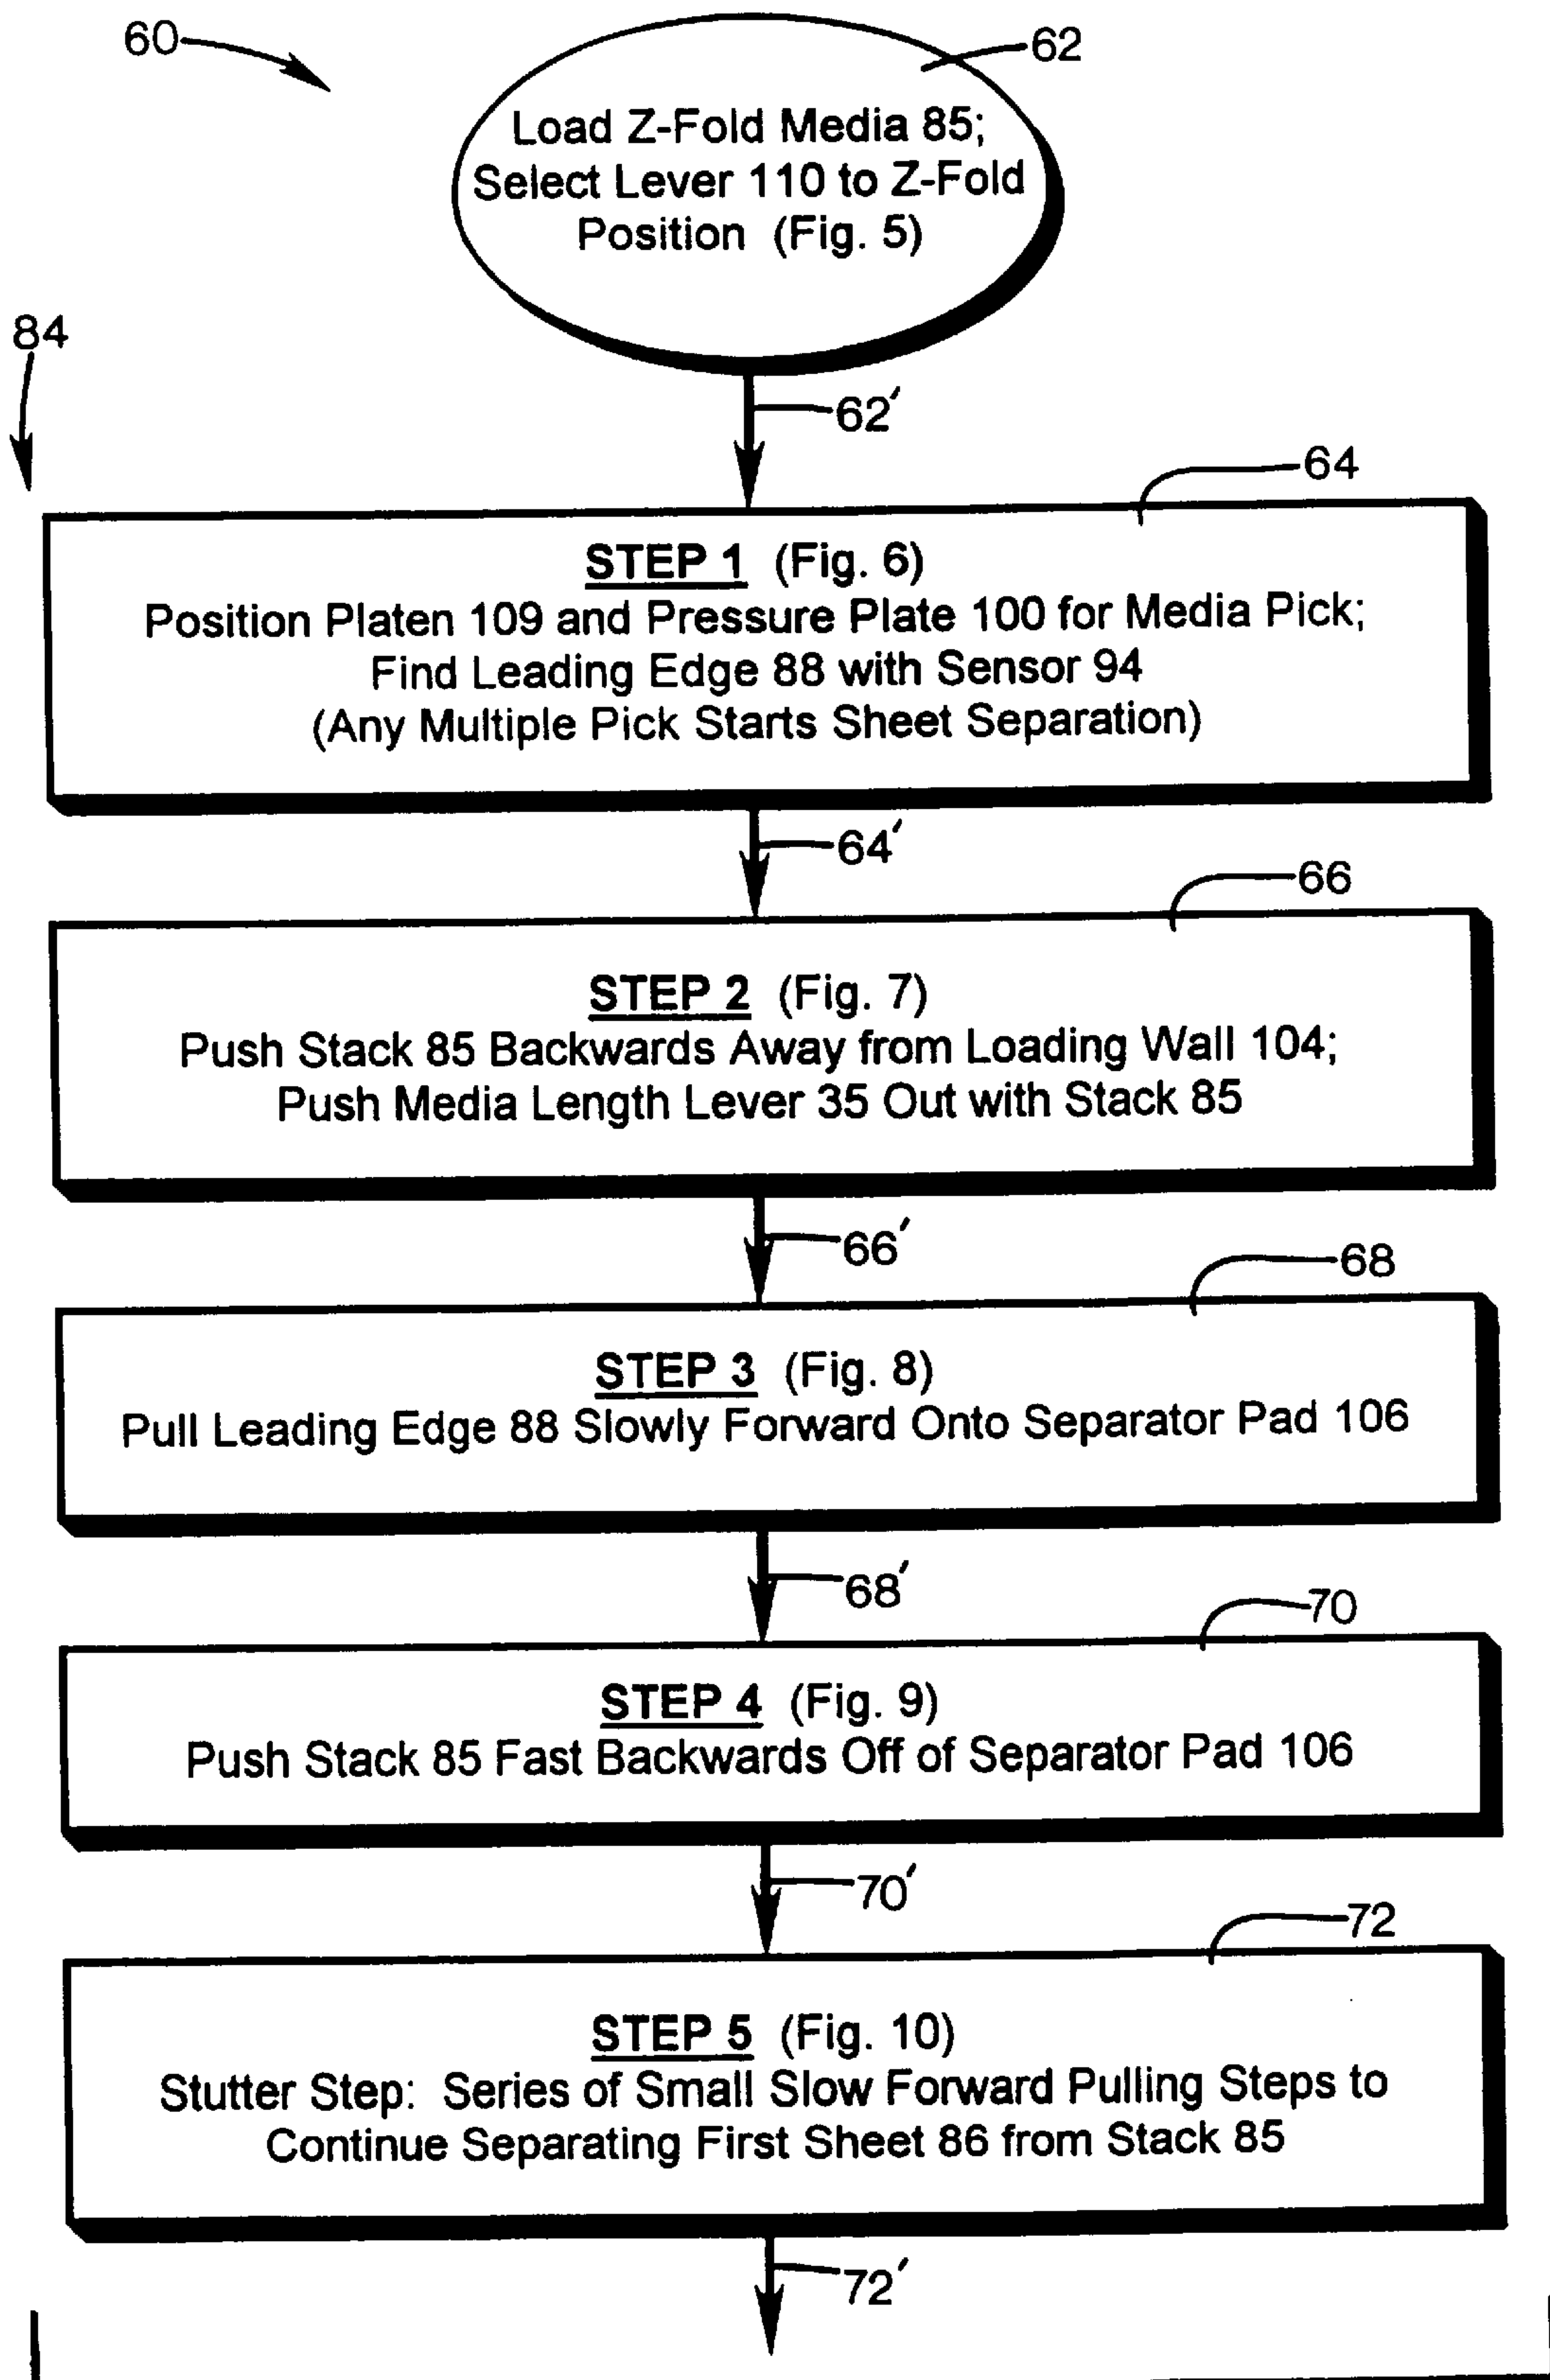 60
62
Load Z-Fold Media 85;
Select Lever 110 to Z-Fold
Position (Fig. 5)
84
62′
64
STEP 1 (Fig. 6)
Position Platen 109 and Pressure Plate 100 for Media Pick;
Find Leading Edge 88 with Sensor 94
(Any Multiple Pick Starts Sheet Separation)
64′
66
STEP 2 (Fig. 7)
Push Stack 85 Backwards Away from Loading Wall 104;
Push Media Length Lever 35 Out with Stack 85
66′
68
STEP 3 (Fig. 8)
Pull Leading Edge 88 Slowly Forward Onto Separator Pad 106
68′
70
STEP 4 (Fig. 9)
Push Stack 85 Fast Backwards Off of Separator Pad 106
70′
72
STEP 5 (Fig. 10)
Stutter Step: Series of Small Slow Forward Pulling Steps to
Continue Separating First Sheet 86 from Stack 85
72′